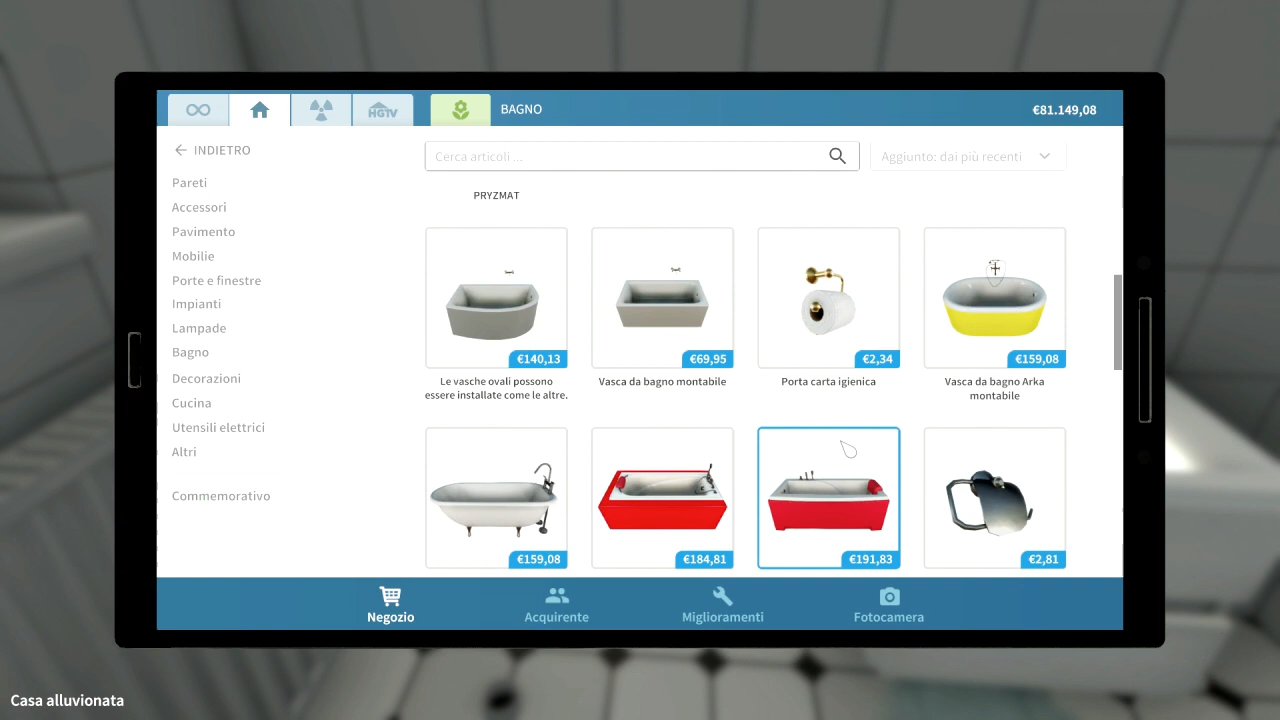 HGTV
BAGNO
€81.149,08
INDIETRO
Cerca articoli ...
Aggiunto: dai più recenti
Pareti
Accessori
Pavimento
Mobilie
Porte e finestre
Impianti
Lampade
Bagno
Decorazioni
Cucina
Utensili elettrici
Altri
Commemorativo
PRYZMAT
€140,13
€69,95
€2,34
€159,08
Le vasche ovali possono
essere installate come le altre.
Vasca da bagno montabile
Porta carta igienica
Vasca da bagno Arka
montabile
€159,08
€184,81
€191,83
€2,81
Negozio
Acquirente
Miglioramenti
Fotocamera
Casa alluvionata